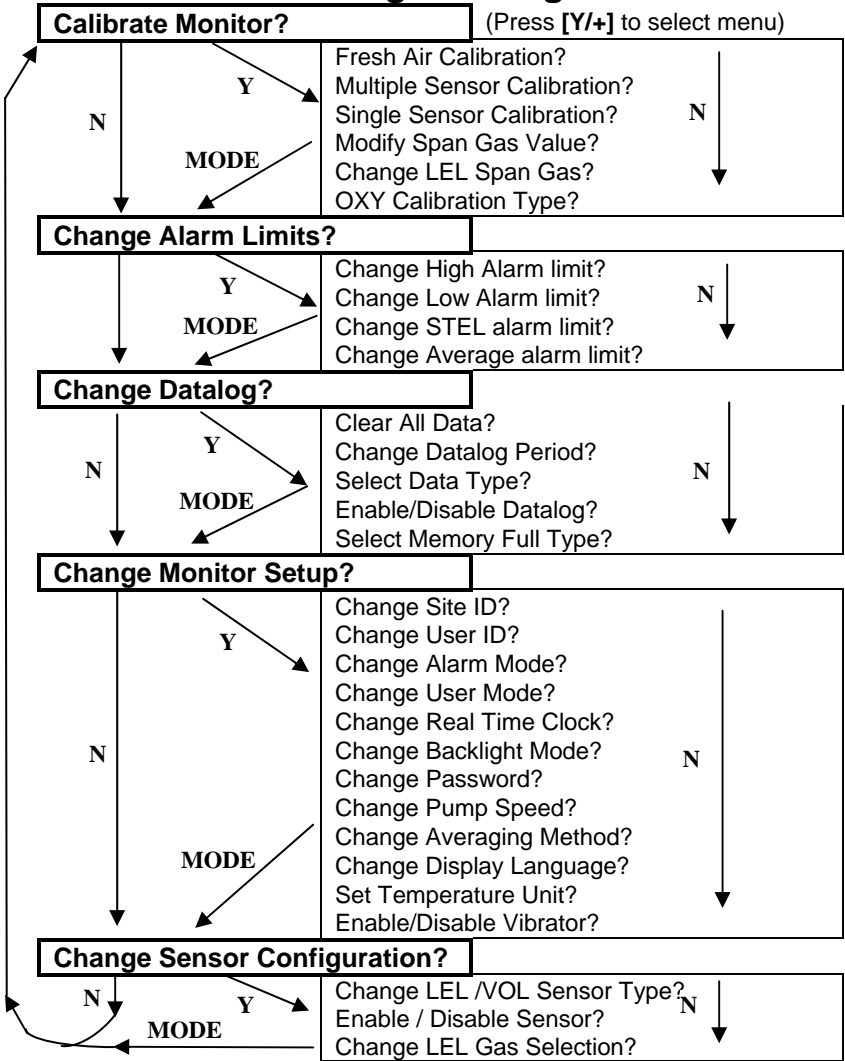 Calibrate Monitor?
(Press [Y/+] to select menu)
Fresh Air Calibration?
Y
Multiple Sensor Calibration?
Single Sensor Calibration?
N
N
Modify Span Gas Value?
MODE
Change LEL Span Gas?
OXY Calibration Type?
Change Alarm Limits?
Change High Alarm limit?
Y
Change Low Alarm limit?
N
MODE
Change STEL alarm limit?
Change Average alarm limit?
Change Datalog?
Clear All Data?
Y
Change Datalog Period?
N
Select Data Type?
N
MODE
Enable/Disable Datalog?
Select Memory Full Type?
Change Monitor Setup?
Change Site ID?
Y
Change User ID?
Change Alarm Mode?
Change User Mode?
Change Real Time Clock?
N
Change Backlight Mode?
N
Change Password?
Change Pump Speed?
Change Averaging Method?
MODE
Change Display Language?
Set Temperature Unit?
Enable/Disable Vibrator?
Change Sensor Configuration?
N
Y
Change LEL /VOL Sensor Type?
N
Enable / Disable Sensor?
MODE
Change LEL Gas Selection?